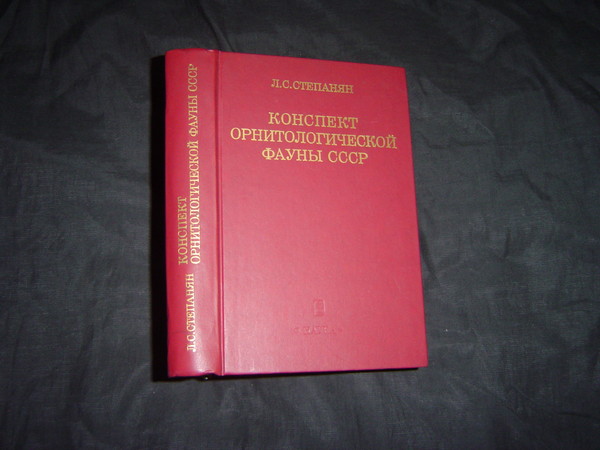 Л.С.СТЕПАНЯН
КОНСПЕКТ
ОРНИТОЛОГИЧЕСКОЙ
ФАУНЫ СССР
Л.С.СТЕПАНЯН КОНСПЕКТ
ОРНИТОЛОГИЧЕСКОЙ ФАУНЫ СССР